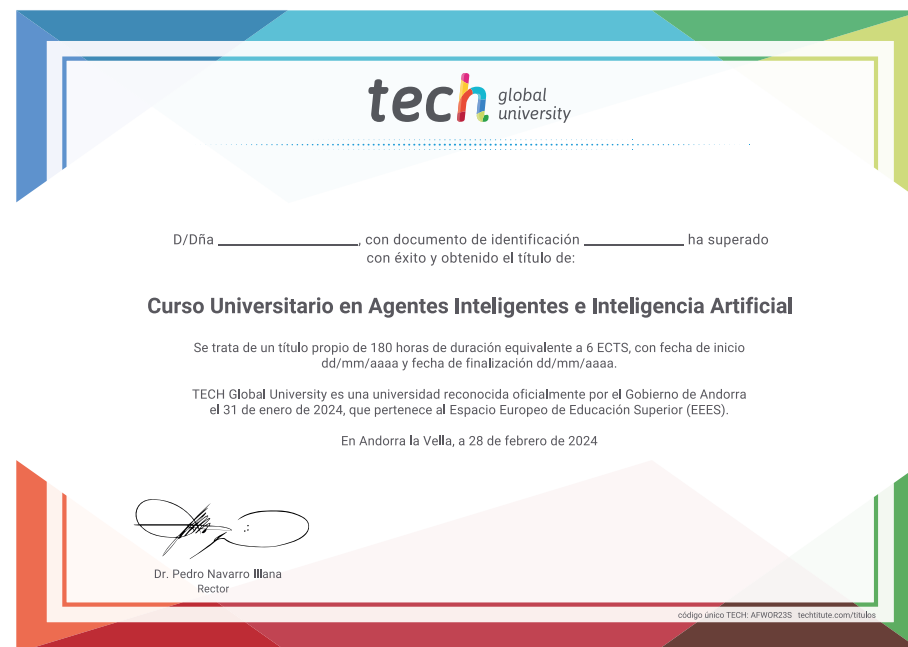 tech global university
D/Dña ____________________, con documento de identificación ______________ ha superado
con éxito y obtenido el título de:
Curso Universitario en Agentes Inteligentes e Inteligencia Artificial
Se trata de un título propio de 180 horas de duración equivalente a 6 ECTS, con fecha de inicio
dd/mm/aaaa y fecha de finalización dd/mm/aaaa.
TECH Global University es una universidad reconocida oficialmente por el Gobierno de Andorra
el 31 de enero de 2024, que pertenece al Espacio Europeo de Educación Superior (EEES).
En Andorra la Vella, a 28 de febrero de 2024
Dr. Pedro Navarro Illana
Rector
código único TECH: AFWOR23S techtitute.com/titulos